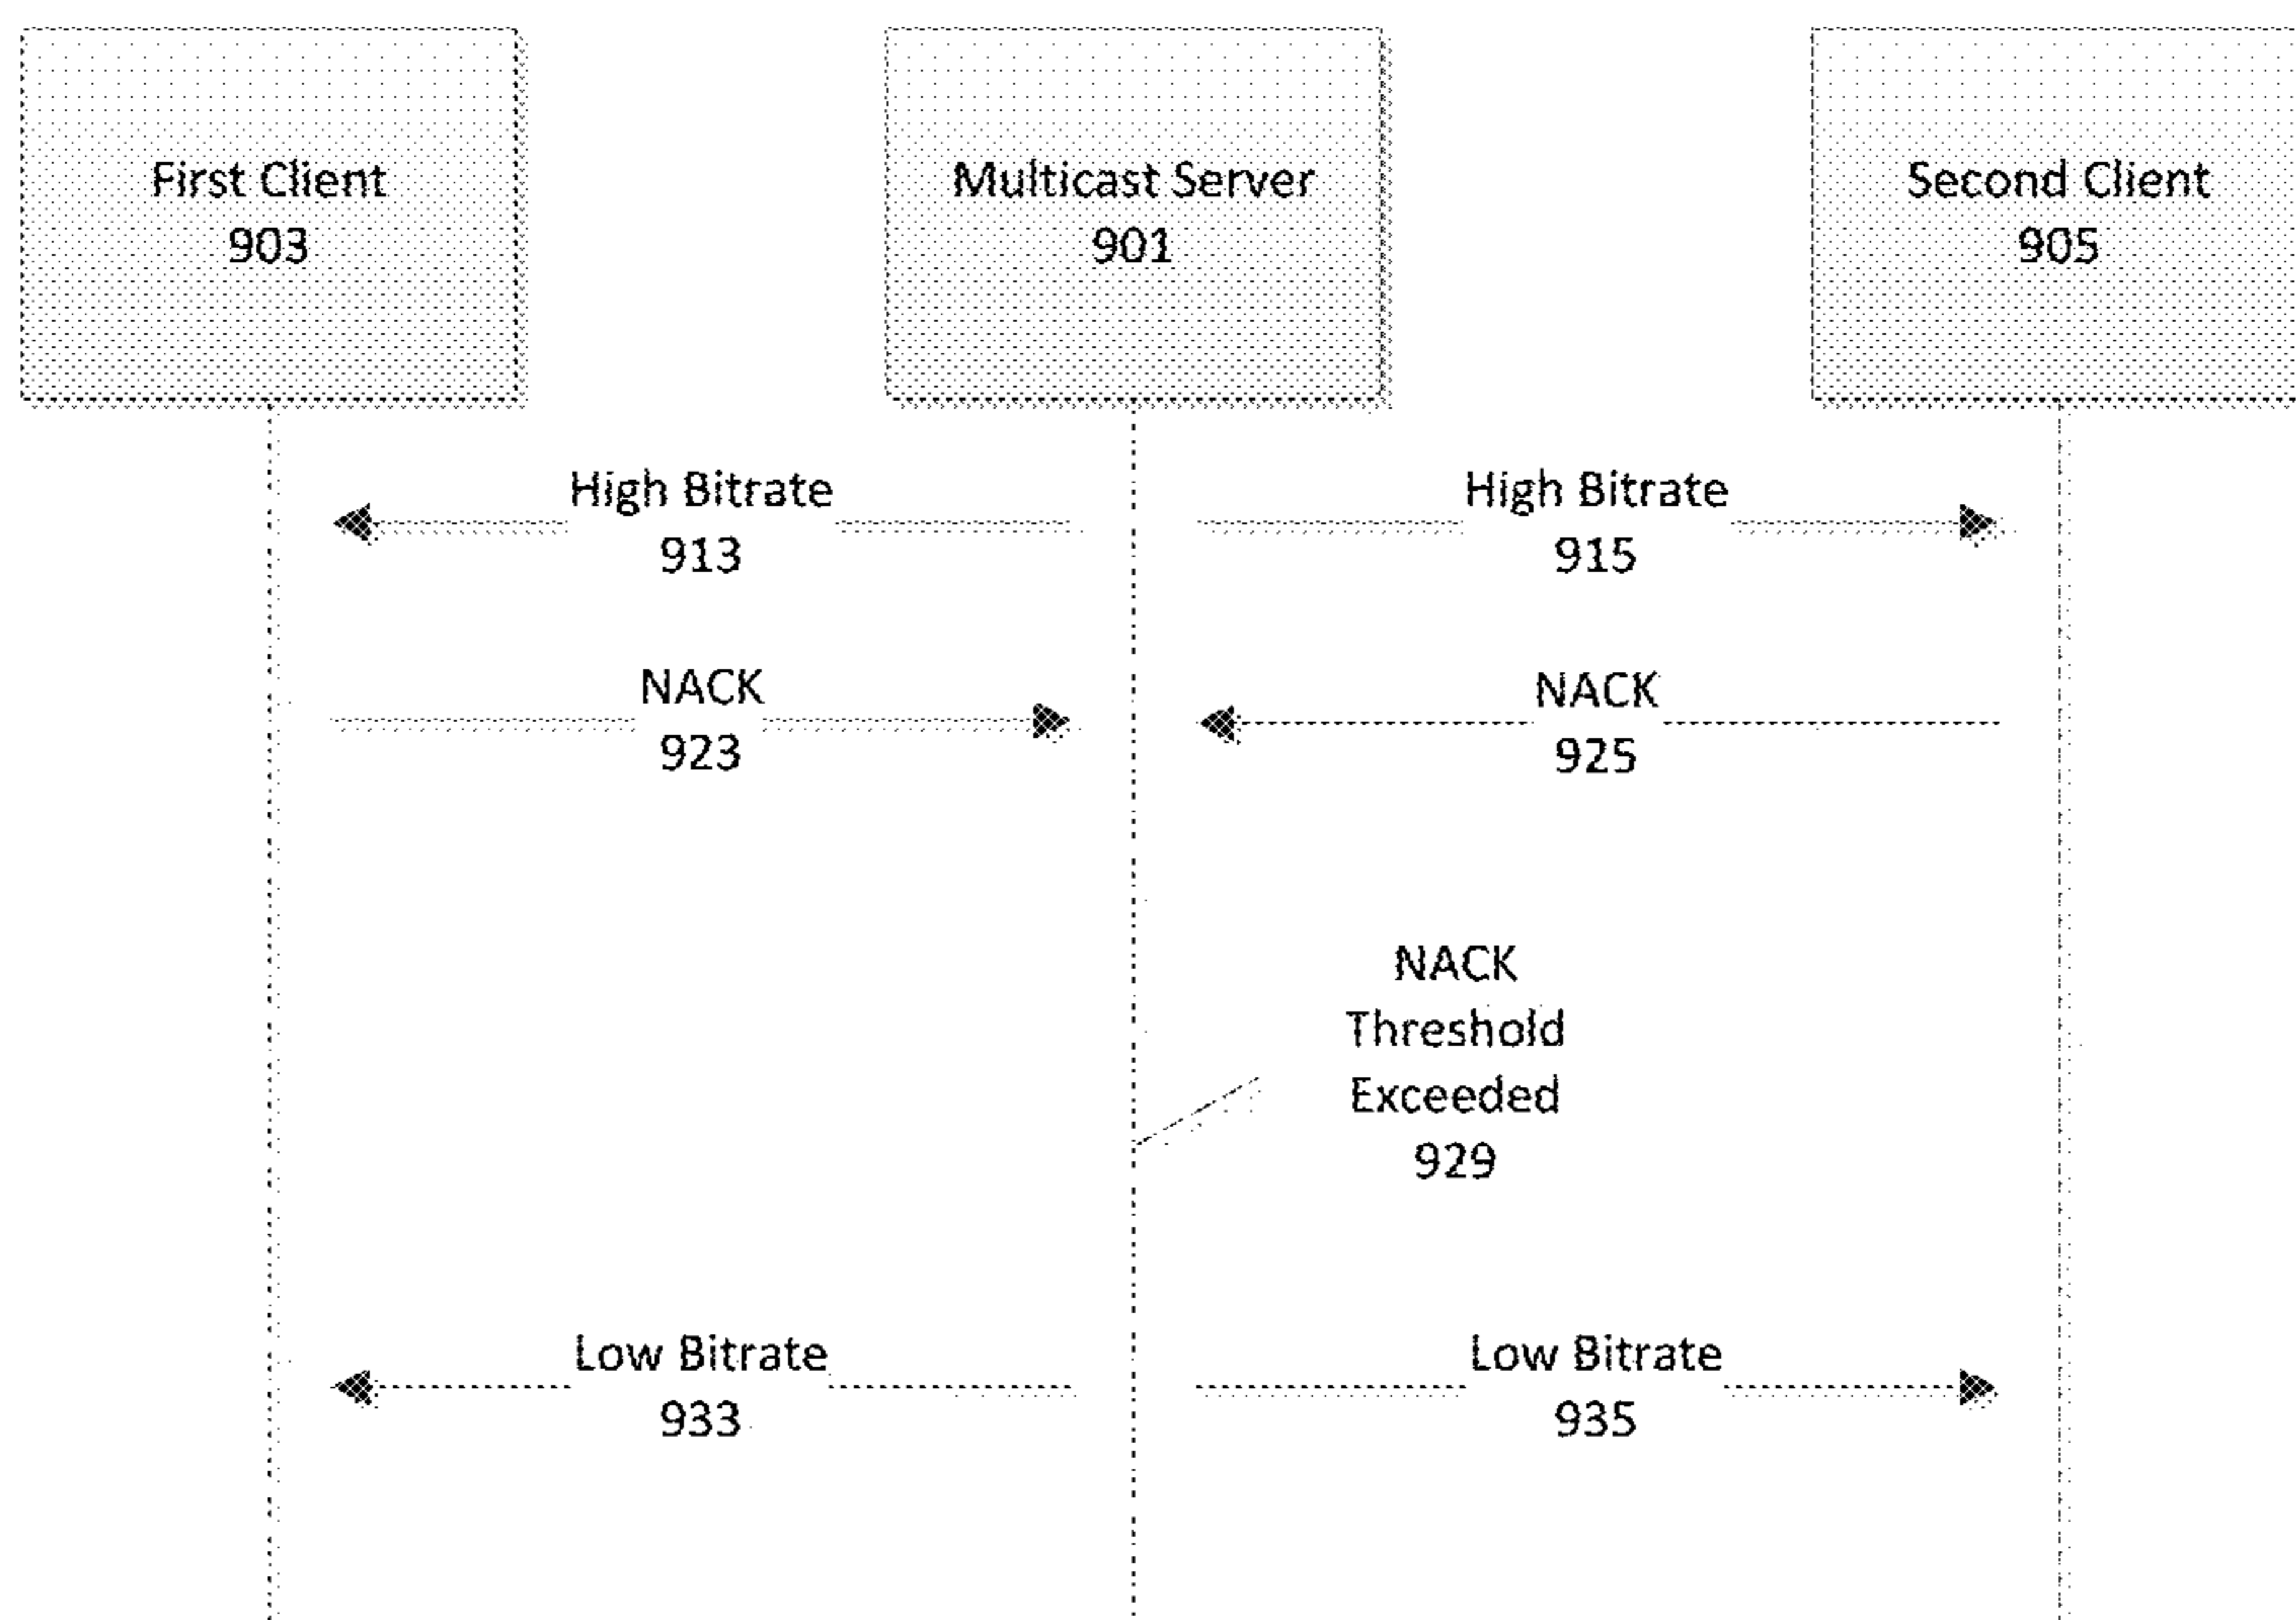 First Client
903
Multicast Server
901
Second Client
905
High Bitrate
913
High Bitrate
915
NACK
923
NACK
925
NACK
Threshold
Exceeded
929
Low Bitrate
933
Low Bitrate
935